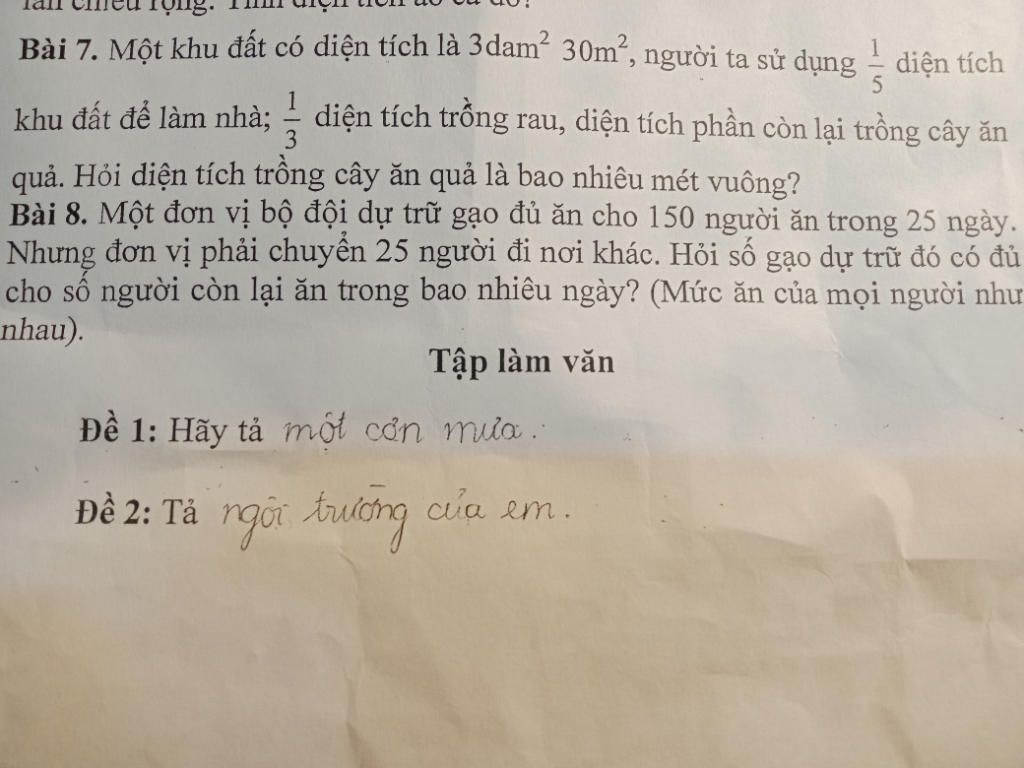 Bài 7. Một khu đất có diện tích là 3dam² 30m², người ta sử dụng 1/5 diện tích
khu đất để làm nhà; 1/3 diện tích trồng rau, diện tích phần còn lại trồng cây ăn
quả. Hỏi diện tích trồng cây ăn quả là bao nhiêu mét vuông?
Bài 8. Một đơn vị bộ đội dự trữ gạo đủ ăn cho 150 người ăn trong 25 ngày.
Nhưng đơn vị phải chuyển 25 người đi nơi khác. Hỏi số gạo dự trữ đó có đủ
cho số người còn lại ăn trong bao nhiêu ngày? (Mức ăn của mọi người như
nhau).
Tập làm văn
Đề 1: Hãy tả một cơn mưa.
Đề 2: Tả ngôi trường của em.